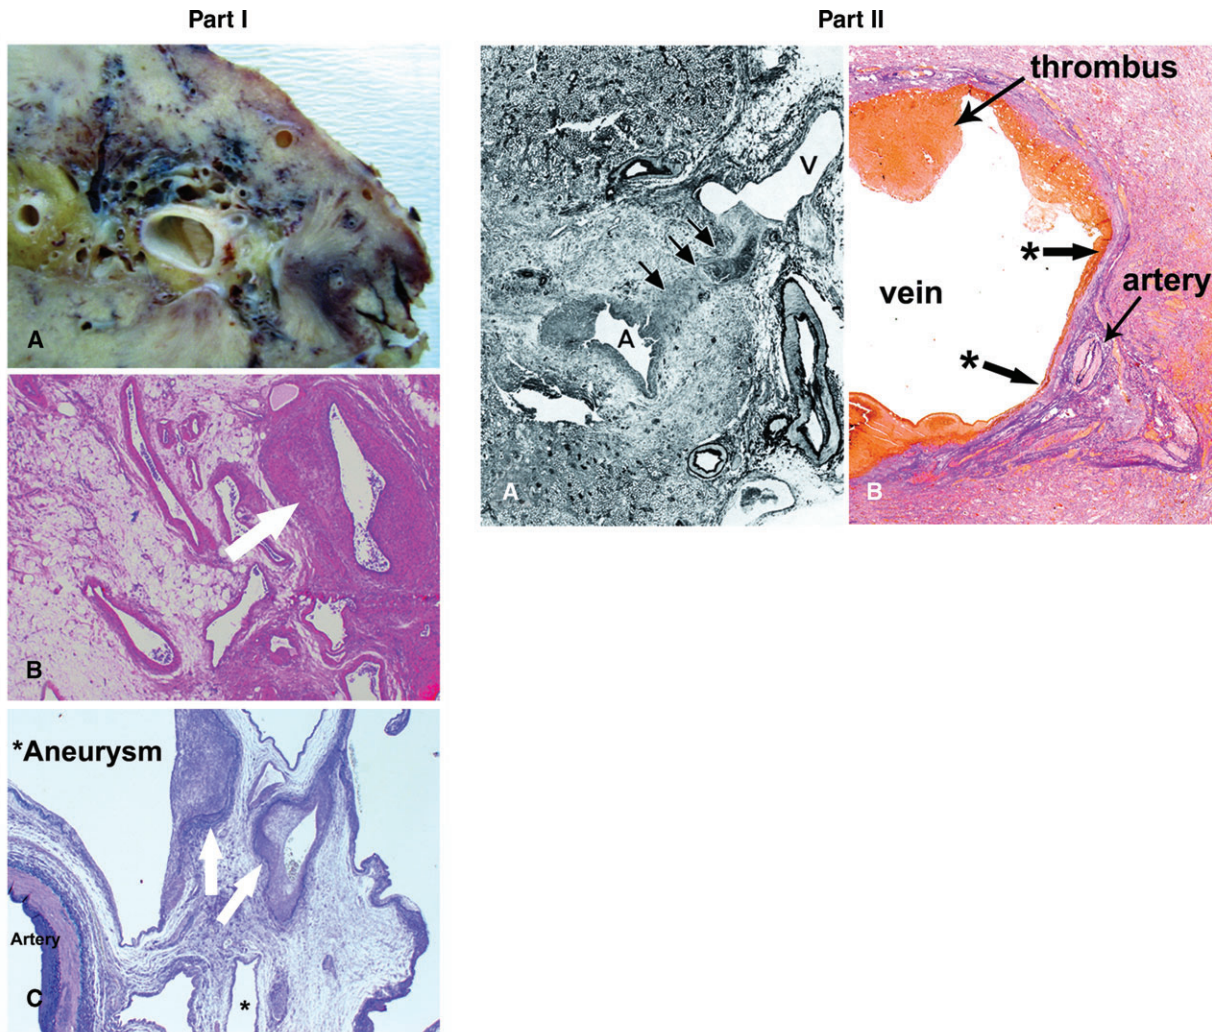 Part I
A
B
*Aneurysm
Artery
C
*
Part II
V
A
A
thrombus
*
artery
vein
*
B